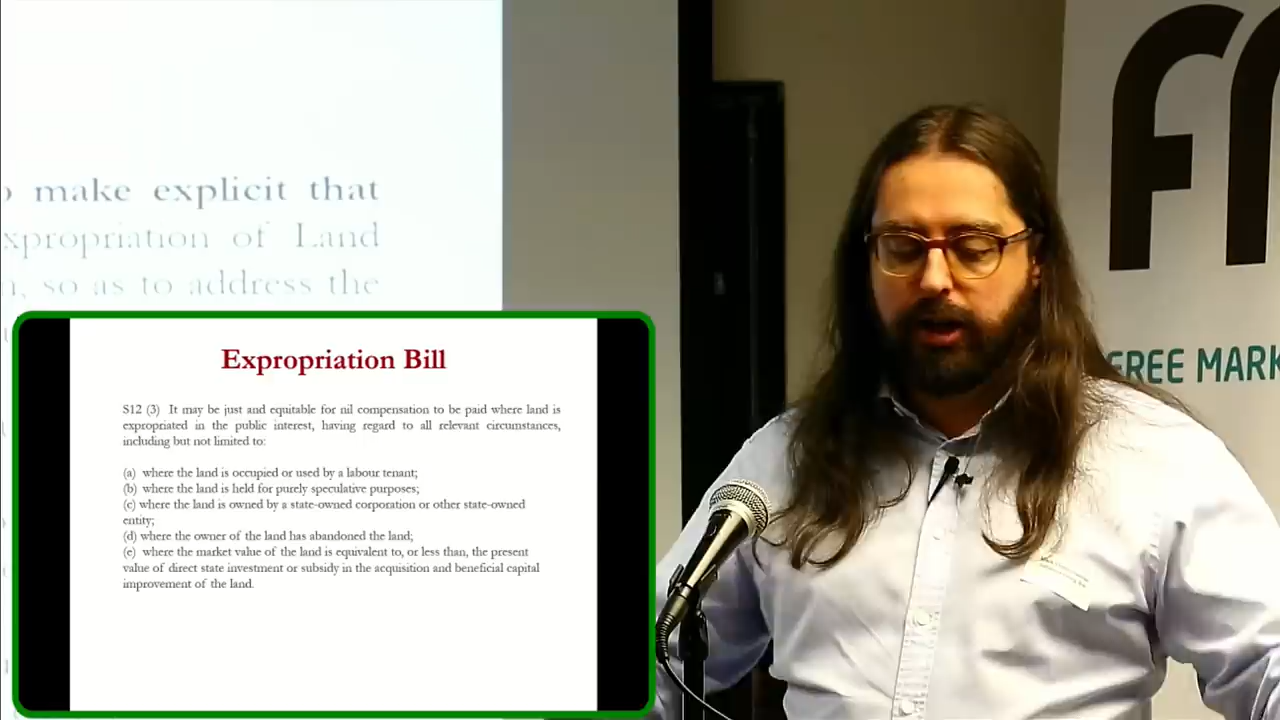 make explicit that
xpropriation of Land
so as to address the
Expropriation Bill
S12 (3) It may be just and equitable for nil compensation to be paid where land is
expropriated in the public interest, having regard to all relevant circumstances,
including but not limited to:
(a) where the land is occupied or used by a labour tenant;
(b) where the land is held for purely speculative purposes;
(c) where the land is owned by a state-owned corporation or other state-owned
entity;
(d) where the owner of the land has abandoned the land;
(e) where the market value of the land is equivalent to, or less than, the present
value of direct state investment or subsidy in the acquisition and beneficial capital
improvement of the land.
FREE MARK